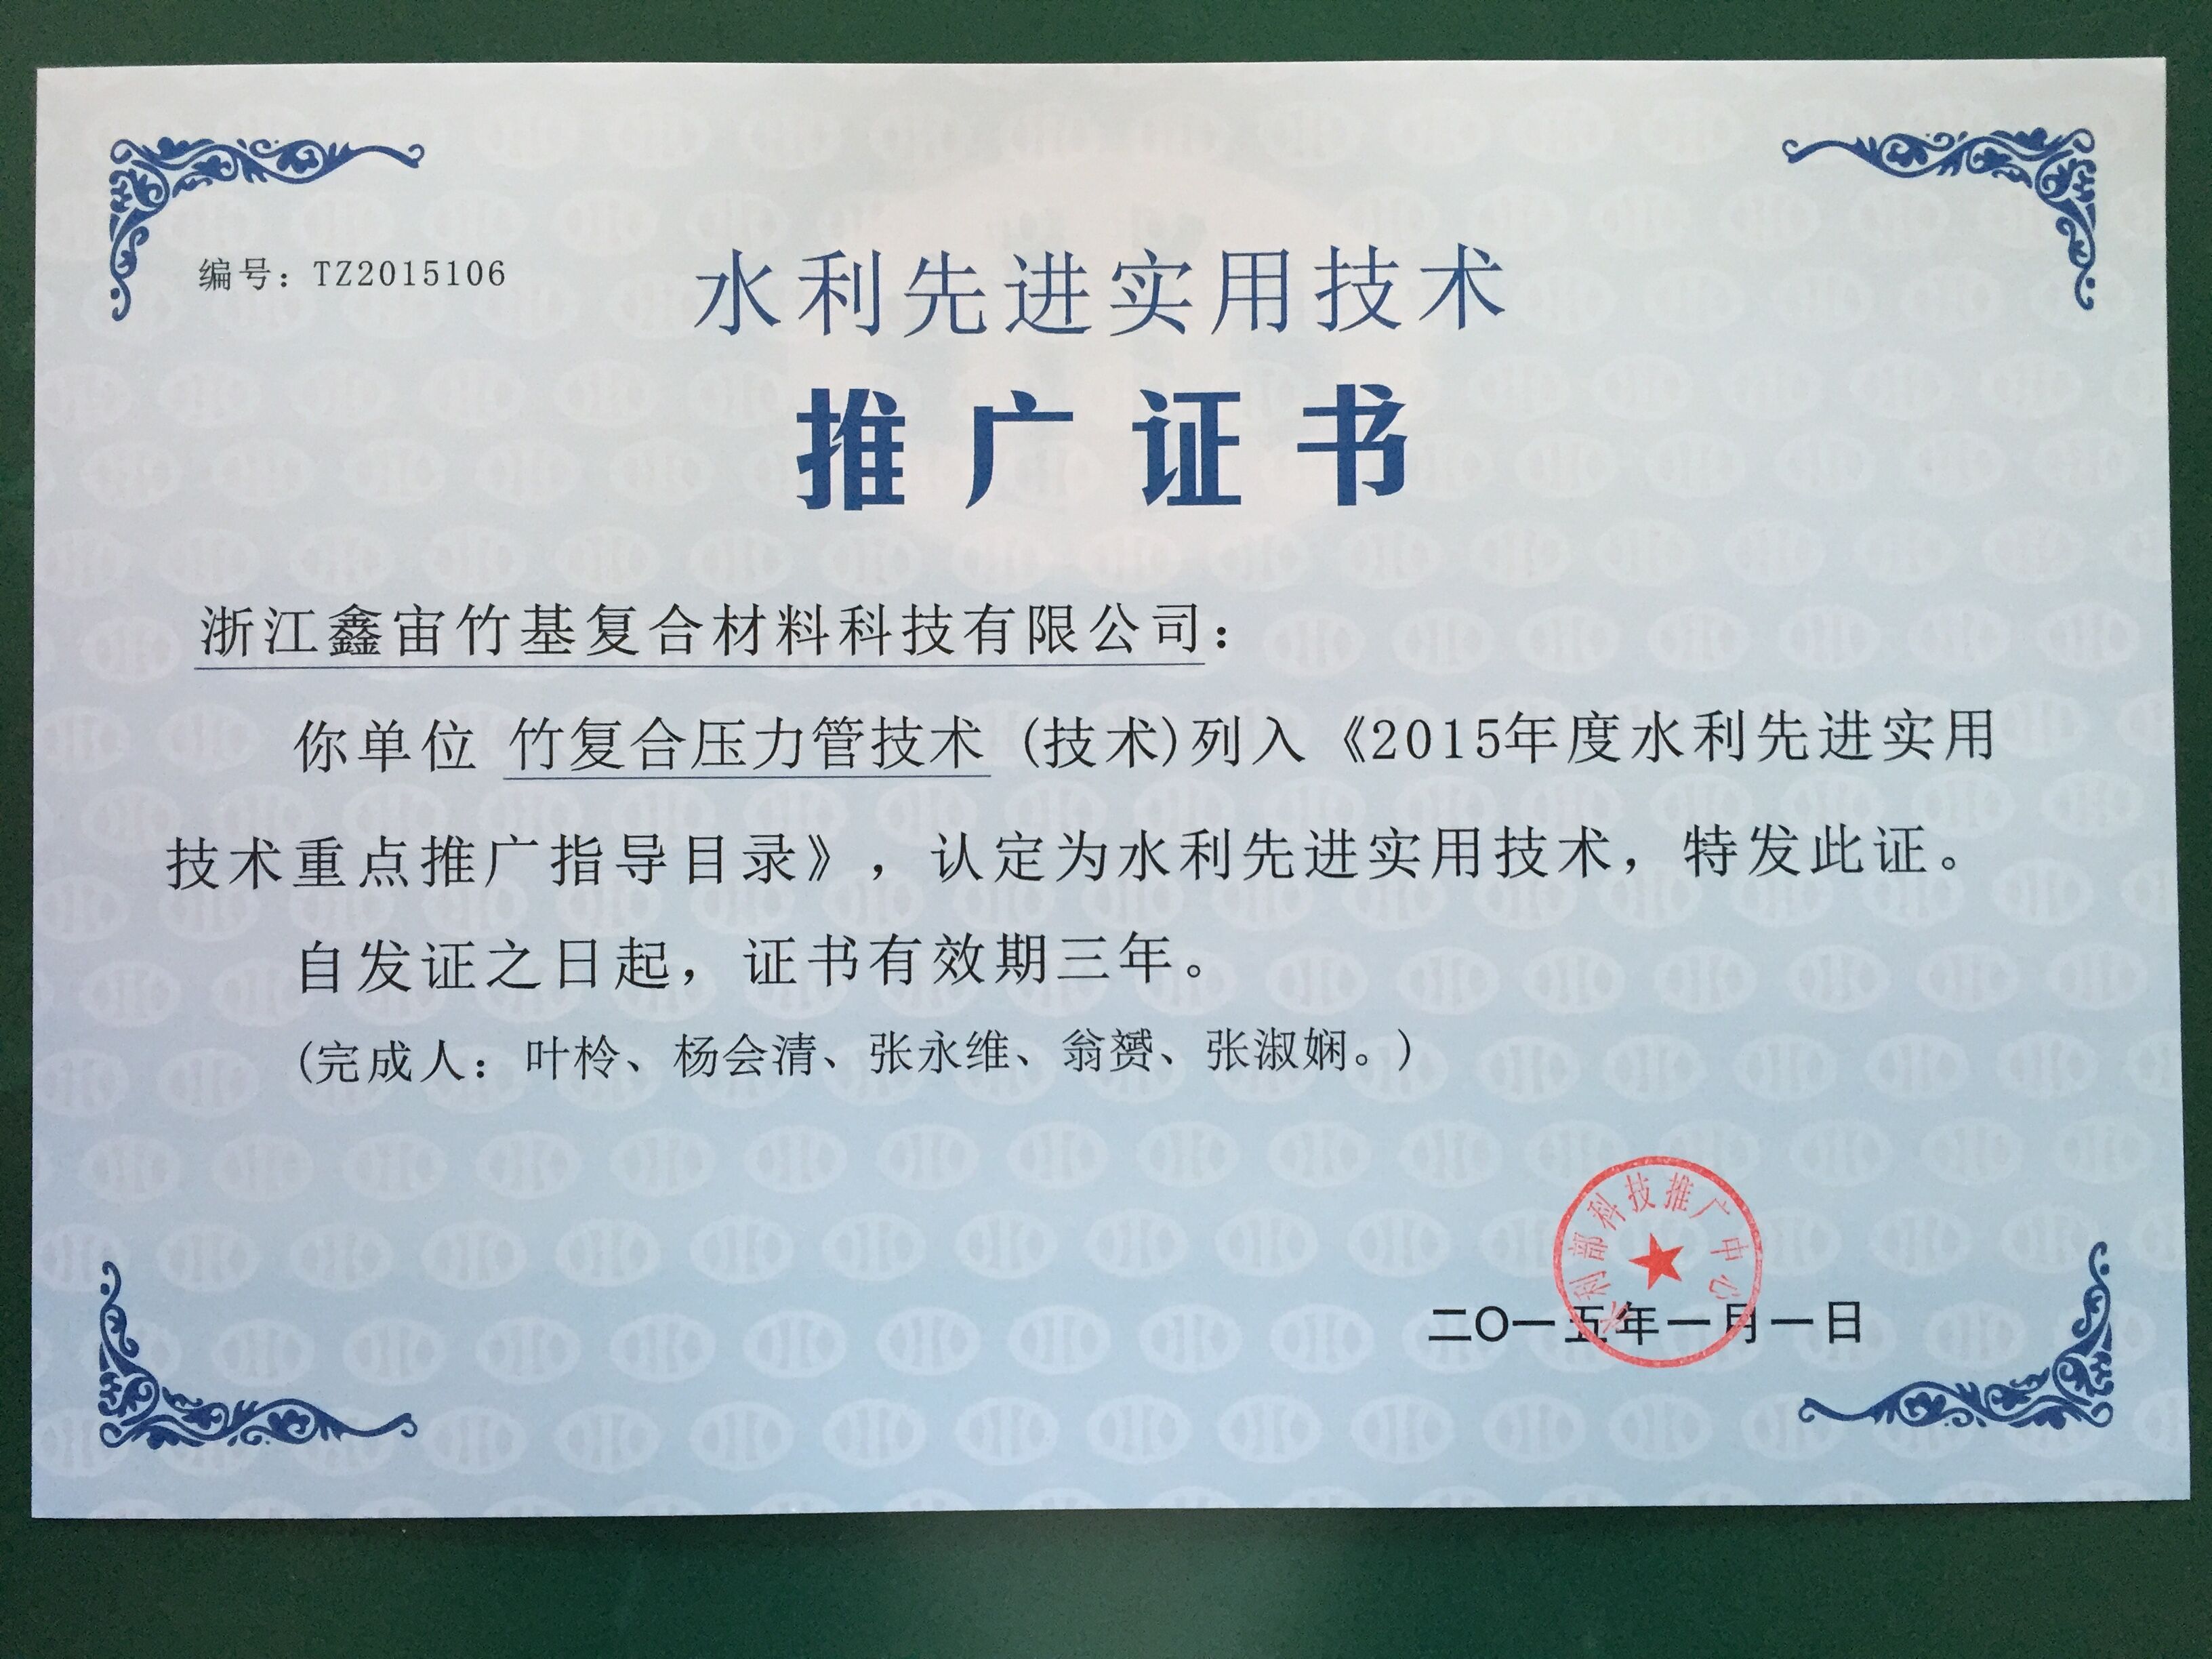 编号：TZ2015106
水利先进实用技术
推广证书
浙江鑫宙竹基复合材料科技有限公司：
你单位 竹复合压力管技术 (技术)列入《2015年度水利先进实用
技术重点推广指导目录》，认定为水利先进实用技术，特发此证。
自发证之日起，证书有效期三年。
(完成人：叶柃、杨会清、张永维、翁赟、张淑娴。)
水利部科技推广中心
二〇一五年一月一日